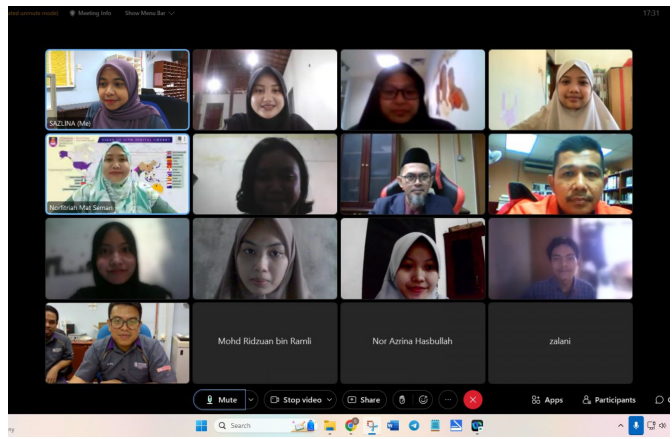 Meeting Info Show Menu Bar 17:31
SAZLINA (Me)
Norfitriah Mat Seman
Mohd Ridzuan bin Ramli
Nor Azrina Hasbullah
zalani
Mute
Stop video
Share
Apps
Participants
Search